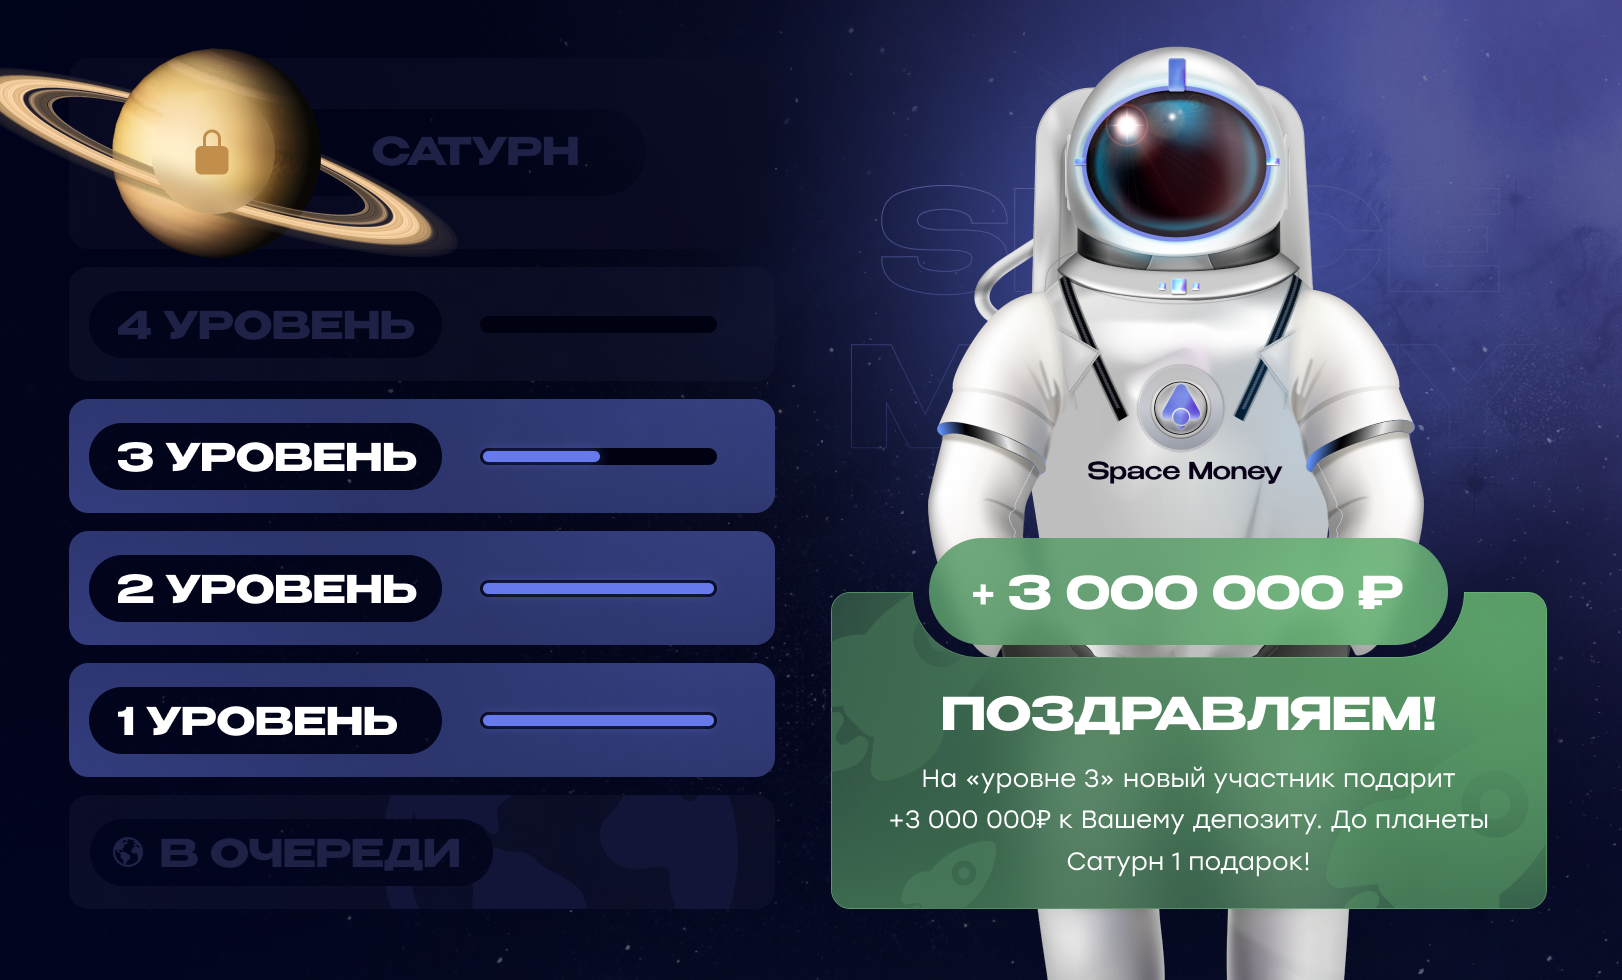 САТУРН
4 УРОВЕНЬ
3 УРОВЕНЬ
2 УРОВЕНЬ
1 УРОВЕНЬ
В ОЧЕРЕДИ
SPACE
MONEY
Space Money
+ 3 000 000 ₽
ПОЗДРАВЛЯЕМ!
На «уровне 3» новый участник подарит
+3 000 000₽ к Вашему депозиту. До планеты
Сатурн 1 подарок!